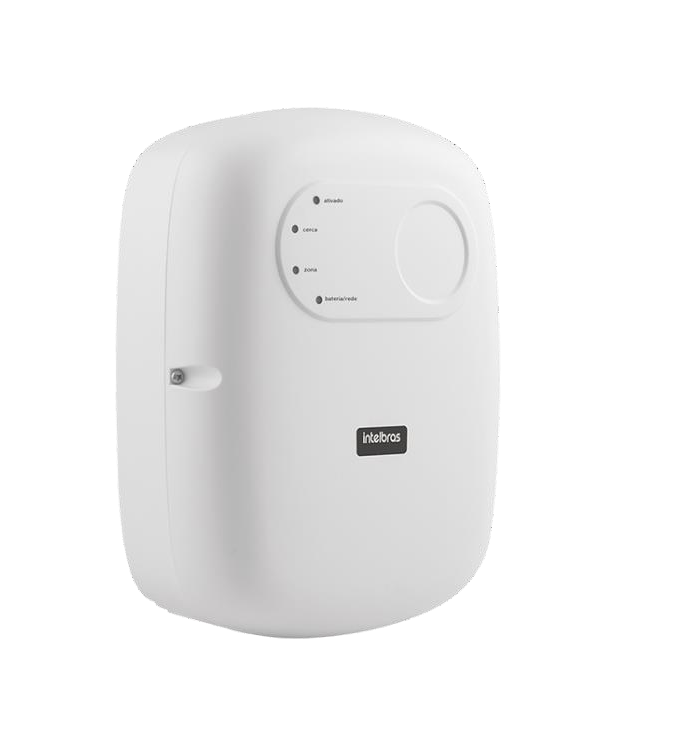 ativado
cerca
zona
bateria/rede
intelbras